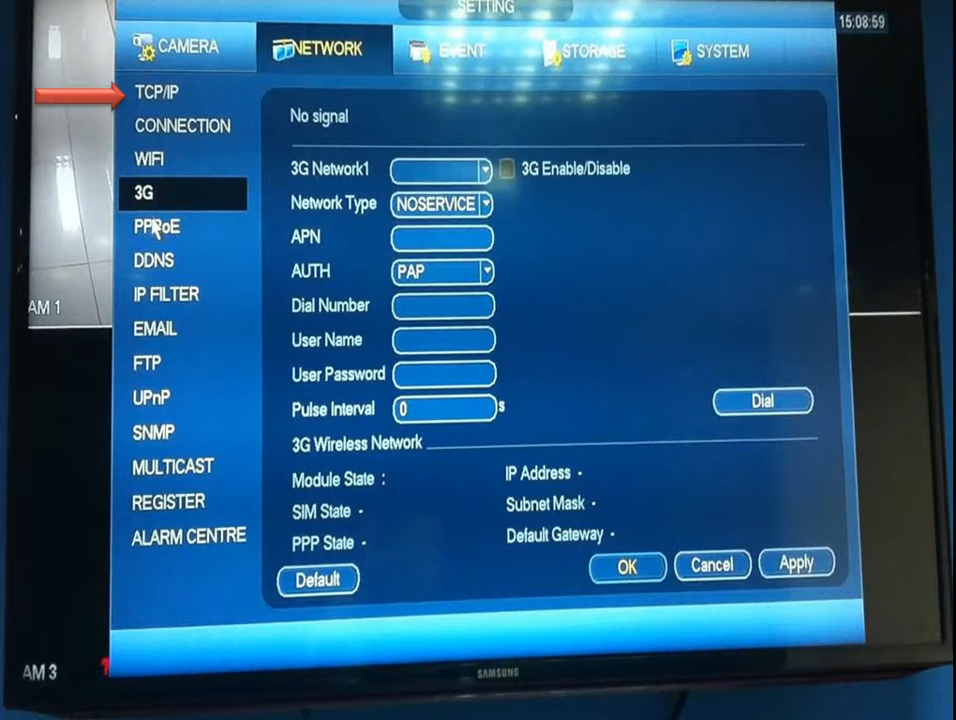 SETTING
15:08:59
CAMERA
NETWORK
EVENT
STORAGE
SYSTEM
TCP/IP
CONNECTION
WIFI
3G
PPPoE
DDNS
IP FILTER
EMAIL
FTP
UPnP
SNMP
MULTICAST
REGISTER
ALARM CENTRE
No signal
3G Network1
3G Enable/Disable
Network Type NOSERVICE
APN
AUTH PAP
Dial Number
User Name
User Password
Pulse Interval 0 s
Dial
3G Wireless Network
Module State :
IP Address -
SIM State -
Subnet Mask -
PPP State -
Default Gateway -
Default
OK
Cancel
Apply
AM 1
AM 3
SAMSUNG